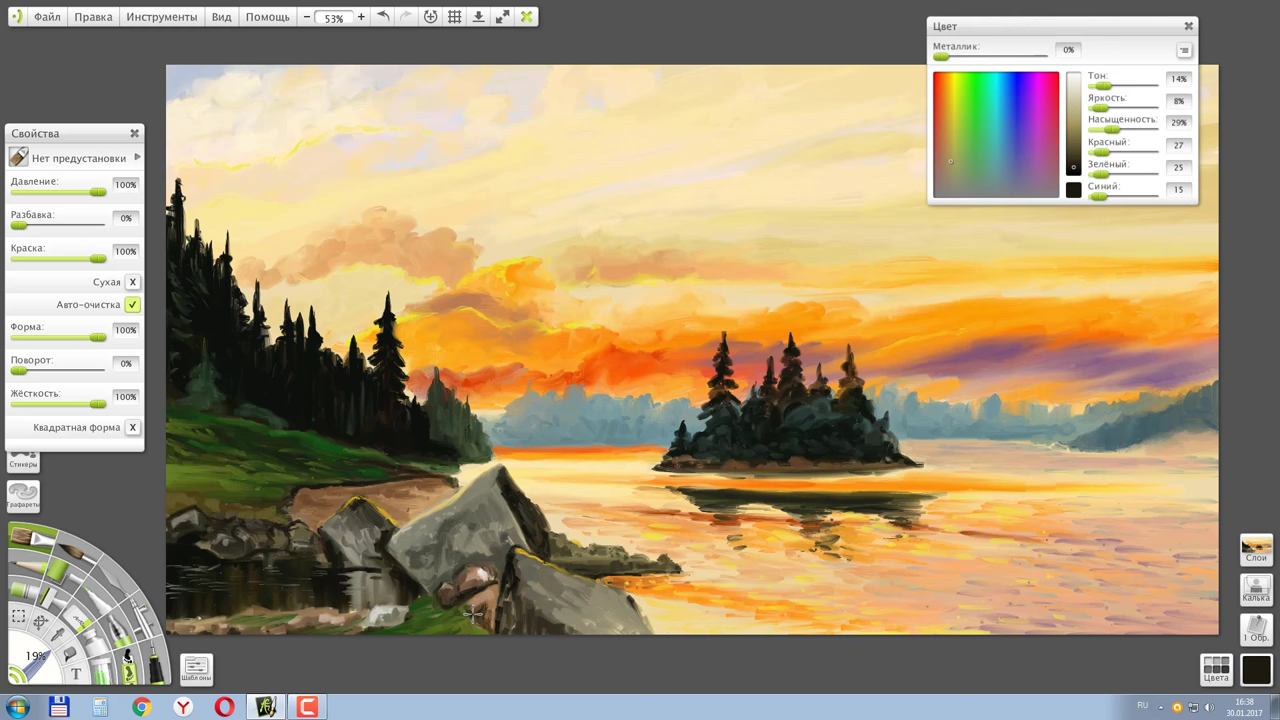 Файл Правка Инструменты Вид Помощь − 53% +
Цвет
Металлик: 0%
Тон: 14%
Яркость: 8%
Насыщенность: 29%
Красный: 27
Зелёный: 25
Синий: 15
Свойства
Нет предустановки
Давление: 100%
Разбавка: 0%
Краска: 100%
Сухая X
Авто-очистка
Форма: 100%
Поворот: 0%
Жёсткость: 100%
Квадратная форма X
Стикеры
Трафареты
19%
T
Шаблоны
Слои
Калька
1 Обр.
Цвета
RU 16:38
30.01.2017